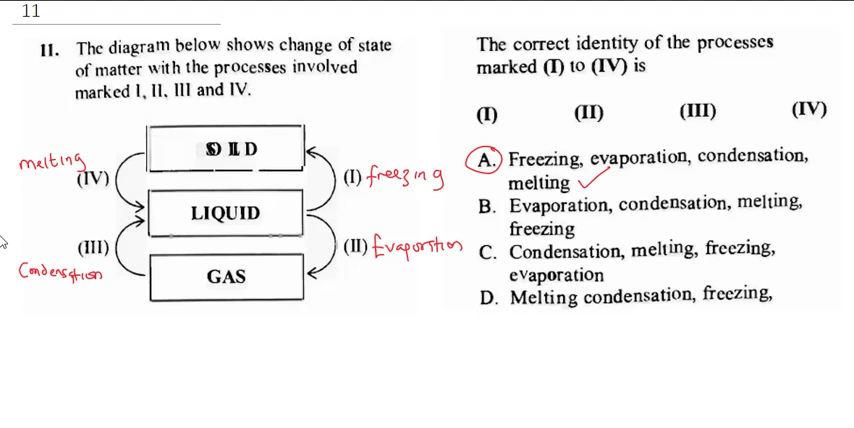 11
11. The diagram below shows change of state
of matter with the processes involved
marked I, II, III and IV.
SOLID
melting
(IV)
(I) freezing
LIQUID
(III)
(II) Evaporation
Condensation
GAS
The correct identity of the processes
marked (I) to (IV) is
(I) (II) (III) (IV)
A. Freezing, evaporation, condensation,
melting
B. Evaporation, condensation, melting,
freezing
C. Condensation, melting, freezing,
evaporation
D. Melting condensation, freezing,